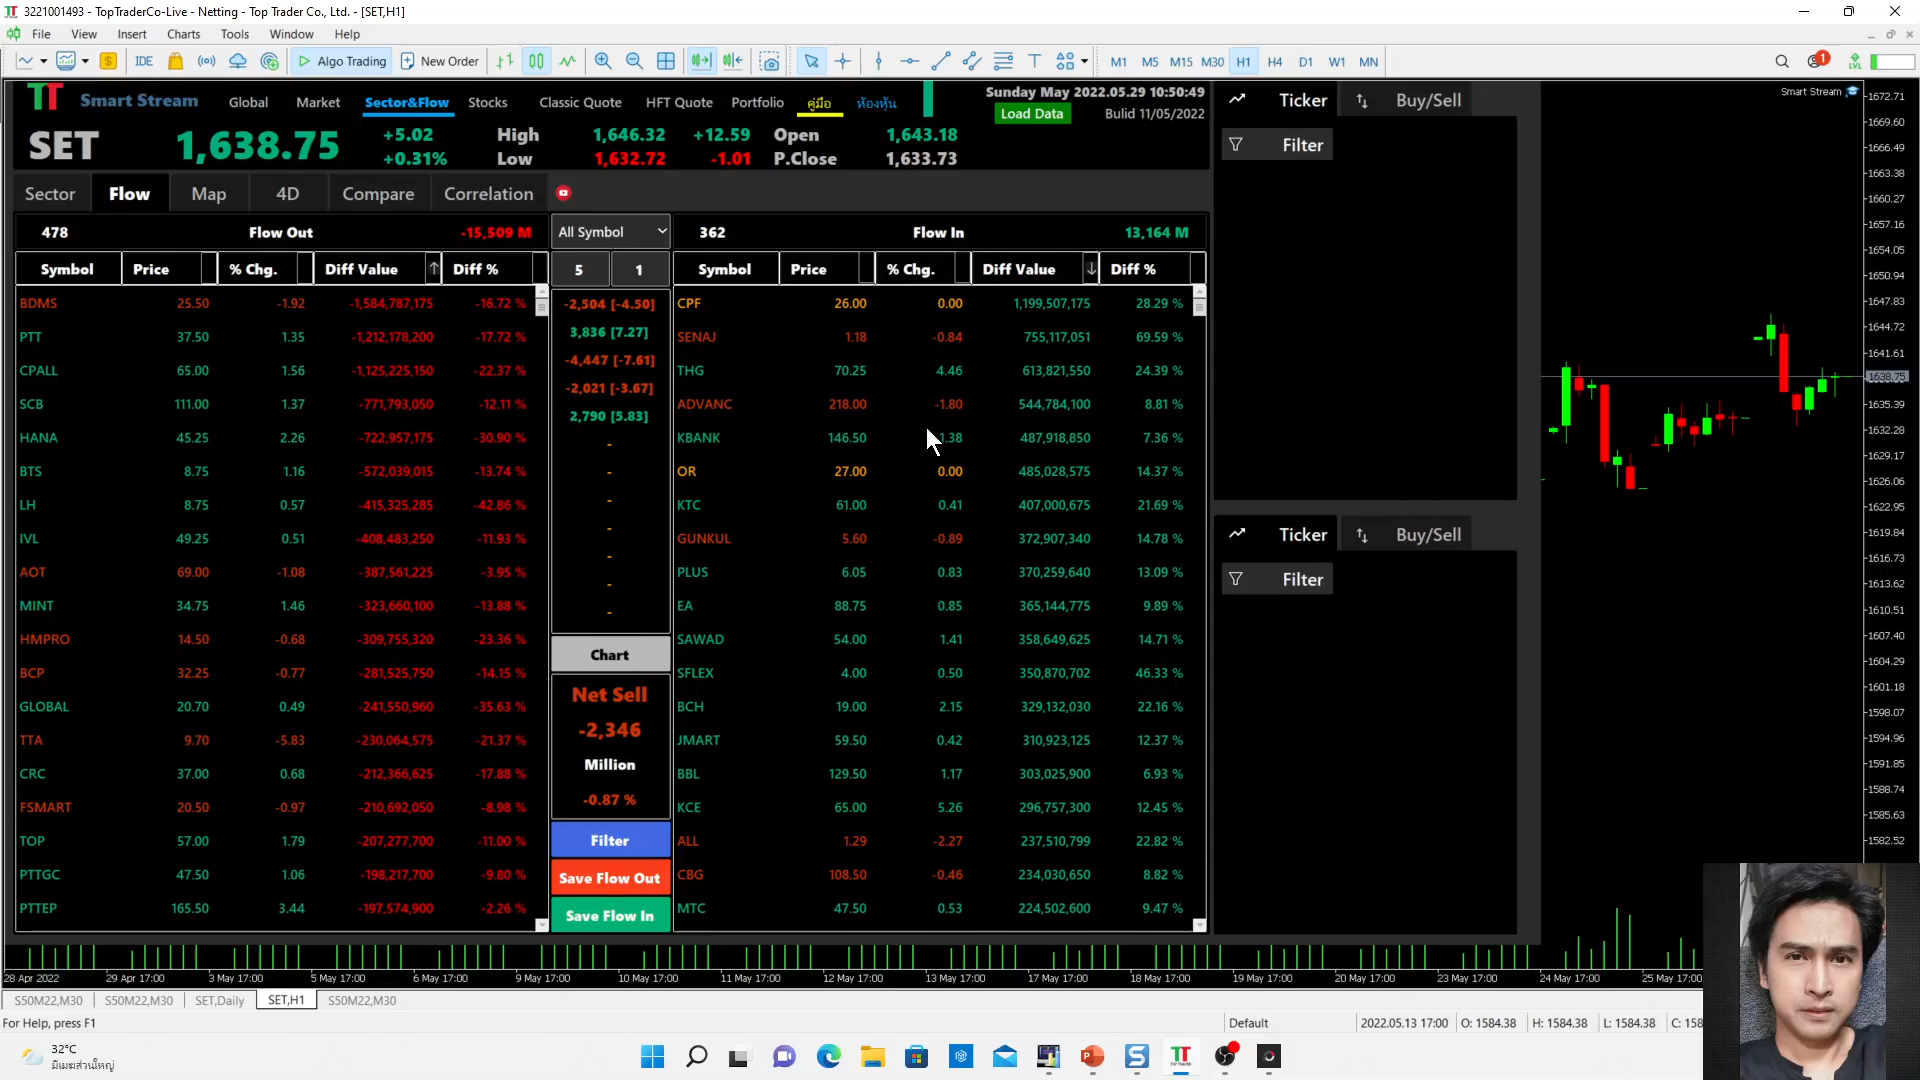 3221001493 - TopTraderCo-Live - Netting - Top Trader Co., Ltd. - [SET,H1]
File View Insert Charts Tools Window Help
IDE Algo Trading New Order T M1 M5 M15 M30 H1 H4 D1 W1 MN 1 LVL
TT Smart Stream Global Market Sector&Flow Stocks Classic Quote HFT Quote Portfolio คู่มือ ห้องหุ้น
Sunday May 2022.05.29 10:50:49
Load Data Bulid 11/05/2022
SET 1,638.75 +5.02 High 1,646.32 +12.59 Open 1,643.18
+0.31% Low 1,632.72 -1.01 P.Close 1,633.73
Sector Flow Map 4D Compare Correlation
478 Flow Out -15,509 M All Symbol 362 Flow In 13,164 M
Symbol Price % Chg. Diff Value Diff % 5 1 Symbol Price % Chg. Diff Value Diff %
BDMS 25.50 -1.92 -1,584,787,175 -16.72 % -2,504 [-4.50] CPF 26.00 0.00 1,199,507,175 28.29 %
PTT 37.50 1.35 -1,212,178,200 -17.72 % 3,836 [7.27] SENAJ 1.18 -0.84 755,117,051 69.59 %
CPALL 65.00 1.56 -1,125,225,150 -22.37 % -4,447 [-7.61] THG 70.25 4.46 613,821,550 24.39 %
SCB 111.00 1.37 -771,793,050 -12.11 % -2,021 [-3.67] ADVANC 218.00 -1.80 544,784,100 8.81 %
HANA 45.25 2.26 -722,957,175 -30.90 % 2,790 [5.83] KBANK 146.50 1.38 487,918,850 7.36 %
BTS 8.75 1.16 -572,039,015 -13.74 % - OR 27.00 0.00 485,028,575 14.37 %
LH 8.75 0.57 -415,325,285 -42.86 % - KTC 61.00 0.41 407,000,675 21.69 %
IVL 49.25 0.51 -408,483,250 -11.93 % - GUNKUL 5.60 -0.89 372,907,340 14.78 %
AOT 69.00 -1.08 -387,561,225 -3.95 % - PLUS 6.05 0.83 370,259,640 13.09 %
MINT 34.75 1.46 -323,660,100 -13.88 % - EA 88.75 0.85 365,144,775 9.89 %
HMPRO 14.50 -0.68 -309,755,320 -23.36 % Chart SAWAD 54.00 1.41 358,649,625 14.71 %
BCP 32.25 -0.77 -281,525,750 -14.15 % SFLEX 4.00 0.50 350,870,702 46.33 %
GLOBAL 20.70 0.49 -241,550,960 -35.63 % Net Sell BCH 19.00 2.15 329,132,030 22.16 %
TTA 9.70 -5.83 -230,064,575 -21.37 % -2,346 JMART 59.50 0.42 310,923,125 12.37 %
CRC 37.00 0.68 -212,366,625 -17.88 % Million BBL 129.50 1.17 303,025,900 6.93 %
FSMART 20.50 -0.97 -210,692,050 -8.98 % -0.87 % KCE 65.00 5.26 296,757,300 12.45 %
TOP 57.00 1.79 -207,277,700 -11.00 % Filter ALL 1.29 -2.27 237,510,799 22.82 %
PTTGC 47.50 1.06 -198,217,700 -9.80 % Save Flow Out CBG 108.50 -0.46 234,030,650 8.82 %
PTTEP 165.50 3.44 -197,574,900 -2.26 % Save Flow In MTC 47.50 0.53 224,502,600 9.47 %
Ticker Buy/Sell
Filter
Ticker Buy/Sell
Filter
Smart Stream
1672.71
1669.60
1666.49
1663.38
1660.27
1657.16
1654.05
1650.94
1647.83
1644.72
1641.61
1638.75
1635.39
1632.28
1629.17
1626.06
1622.95
1619.84
1616.73
1613.62
1610.51
1607.40
1604.29
1601.18
1598.07
1594.96
1591.85
1588.74
1585.63
1582.52
28 Apr 2022 29 Apr 17:00 3 May 17:00 5 May 17:00 6 May 17:00 9 May 17:00 10 May 17:00 11 May 17:00 12 May 17:00 13 May 17:00 17 May 17:00 18 May 17:00 19 May 17:00 20 May 17:00 23 May 17:00 24 May 17:00 25 May 17:00
S50M22,M30 S50M22,M30 SET,Daily SET,H1 S50M22,M30
For Help, press F1 Default 2022.05.13 17:00 O: 1584.38 H: 1584.38 L: 1584.38 C: 158
32°C
มีเมฆส่วนใหญ่
TT